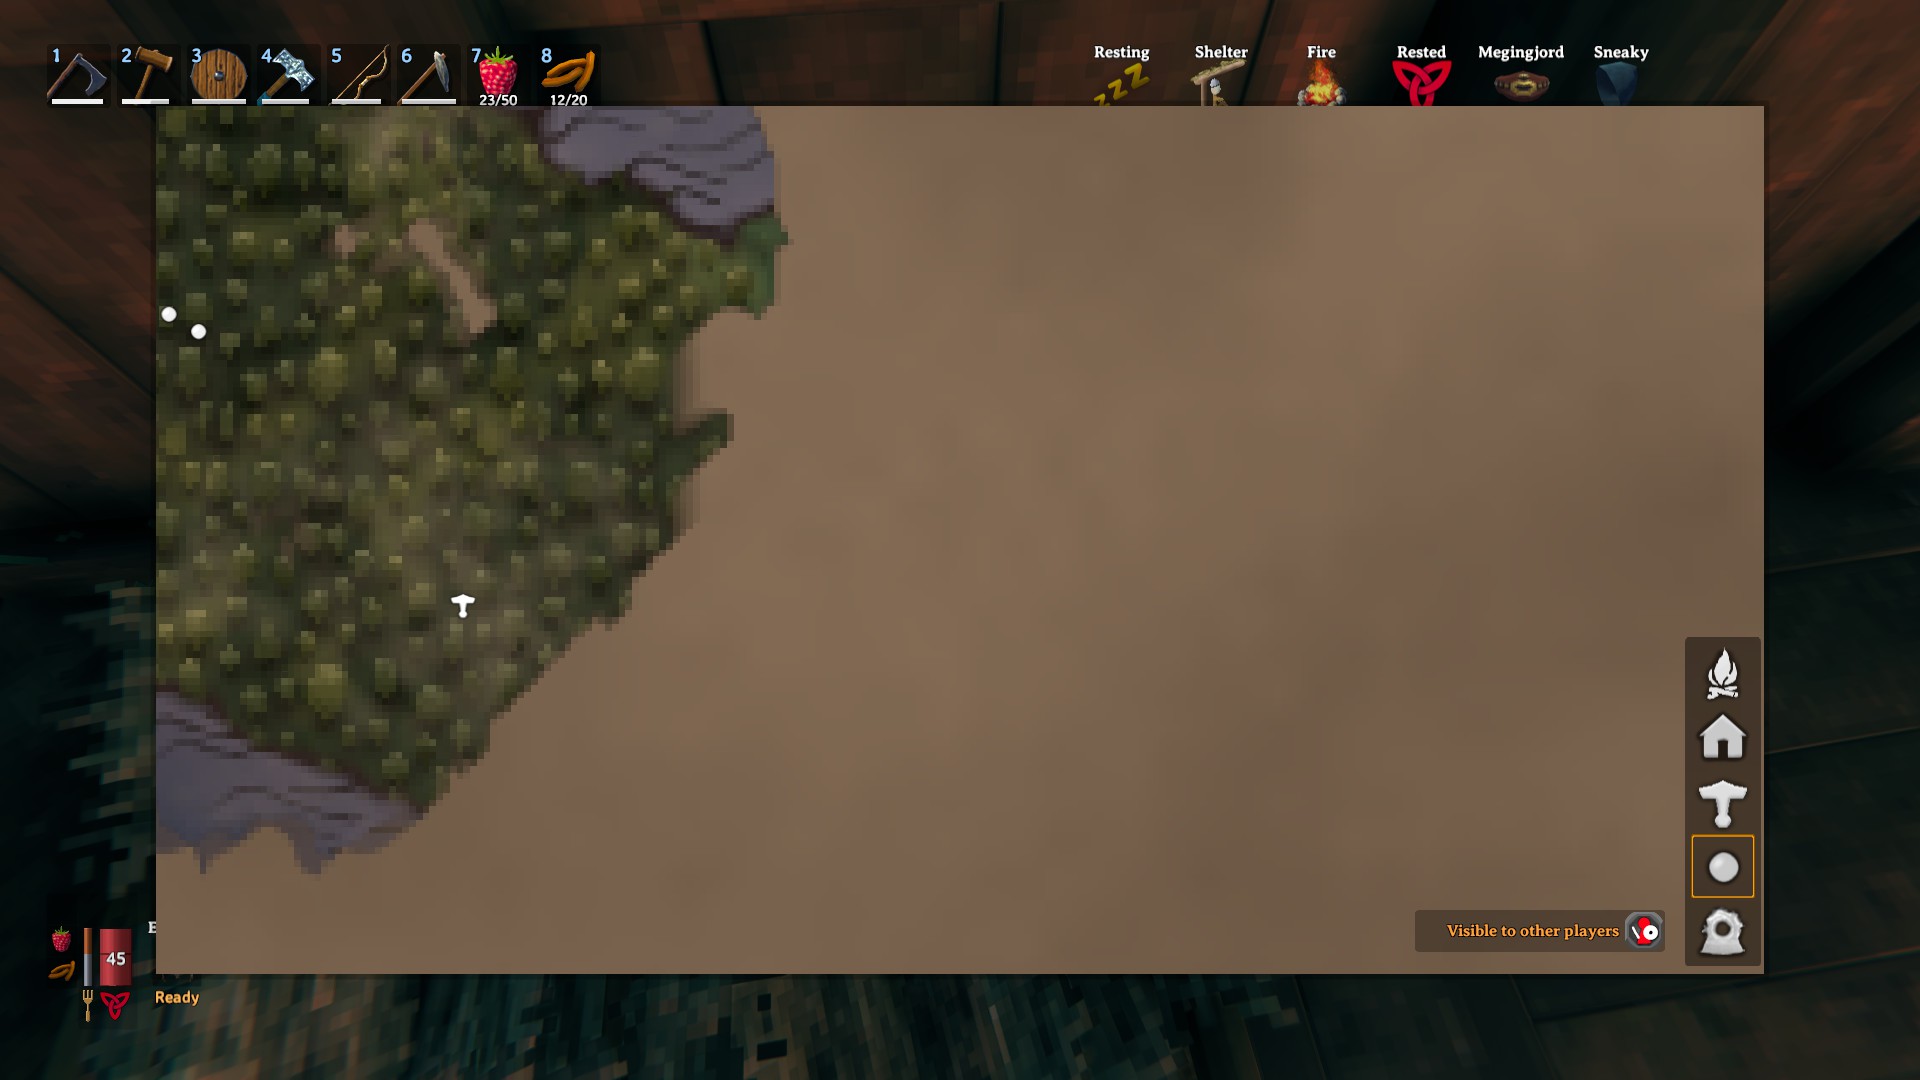 1 2 3 4 5 6 7 8
23/50 12/20
Resting Shelter Fire Rested Megingjord Sneaky
Visible to other players
E
45
Ready